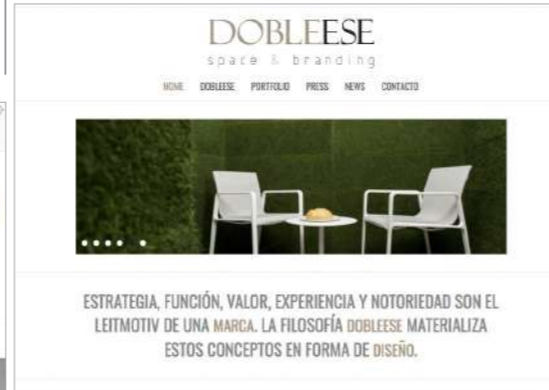 DOBLEESE
space & branding
HOME DOBLEESE PORTFOLIO PRESS NEWS CONTACTO
ESTRATEGIA, FUNCIÓN, VALOR, EXPERIENCIA Y NOTORIEDAD SON EL
LEITMOTIV DE UNA MARCA. LA FILOSOFÍA DOBLEESE MATERIALIZA
ESTOS CONCEPTOS EN FORMA DE DISEÑO.